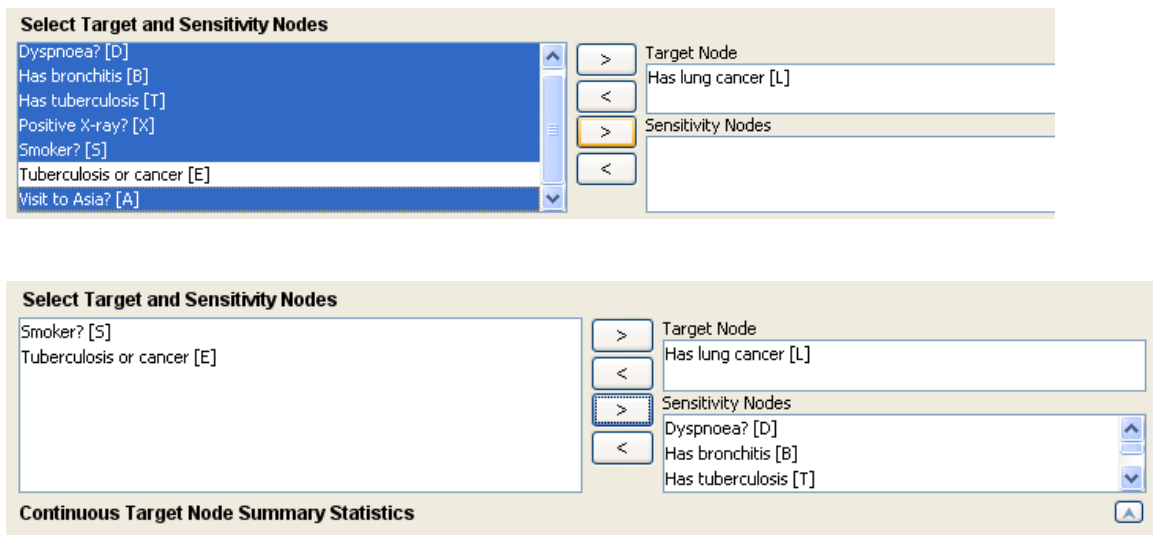 Select Target and Sensitivity Nodes
Dyspnoea? [D]
Has bronchitis [B]
Has tuberculosis [T]
Positive X-ray? [X]
Smoker? [S]
Tuberculosis or cancer [E]
Visit to Asia? [A]
>
<
>
<
Target Node
Has lung cancer [L]
Sensitivity Nodes
Select Target and Sensitivity Nodes
Smoker? [S]
Tuberculosis or cancer [E]
>
<
>
<
Target Node
Has lung cancer [L]
Sensitivity Nodes
Dyspnoea? [D]
Has bronchitis [B]
Has tuberculosis [T]
Continuous Target Node Summary Statistics